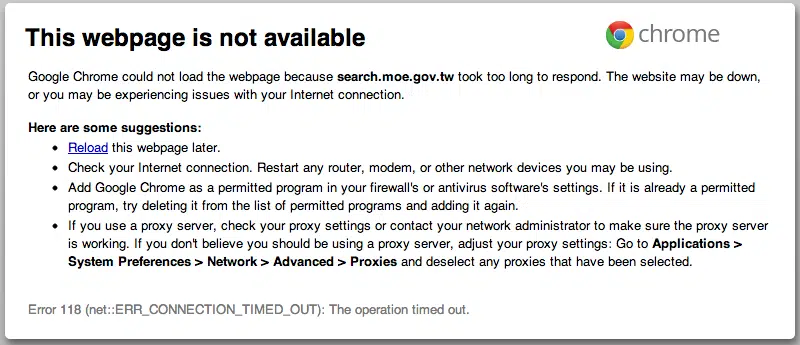 This webpage is not available
chrome
Google Chrome could not load the webpage because search.moe.gov.tw took too long to respond. The website may be down,
or you may be experiencing issues with your Internet connection.
Here are some suggestions:
• Reload this webpage later.
• Check your Internet connection. Restart any router, modem, or other network devices you may be using.
• Add Google Chrome as a permitted program in your firewall's or antivirus software's settings. If it is already a permitted
program, try deleting it from the list of permitted programs and adding it again.
• If you use a proxy server, check your proxy settings or contact your network administrator to make sure the proxy server
is working. If you don't believe you should be using a proxy server, adjust your proxy settings: Go to Applications >
System Preferences > Network > Advanced > Proxies and deselect any proxies that have been selected.
Error 118 (net::ERR_CONNECTION_TIMED_OUT): The operation timed out.